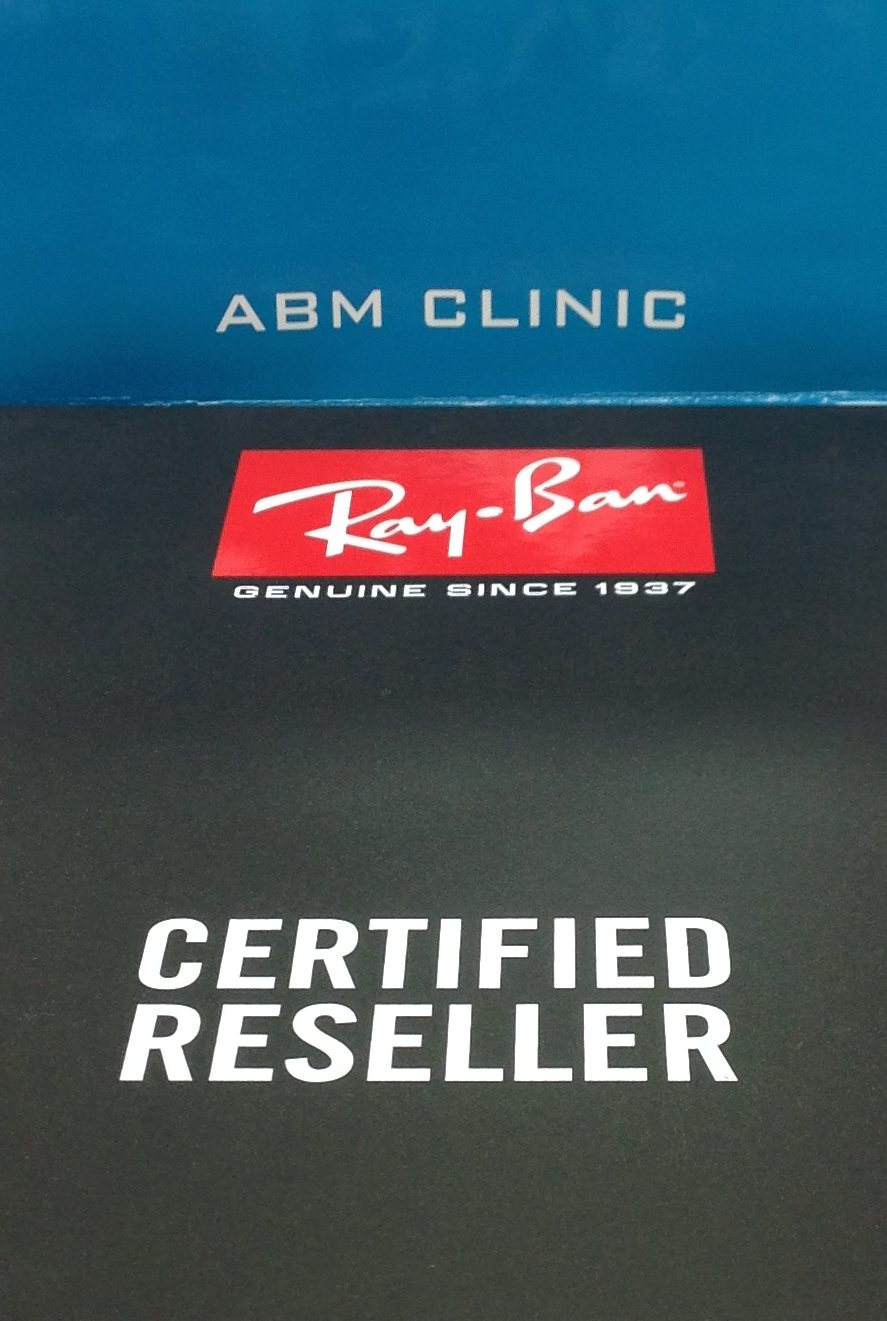 ABM CLINIC
Ray-Ban
GENUINE SINCE 1937
CERTIFIED
RESELLER